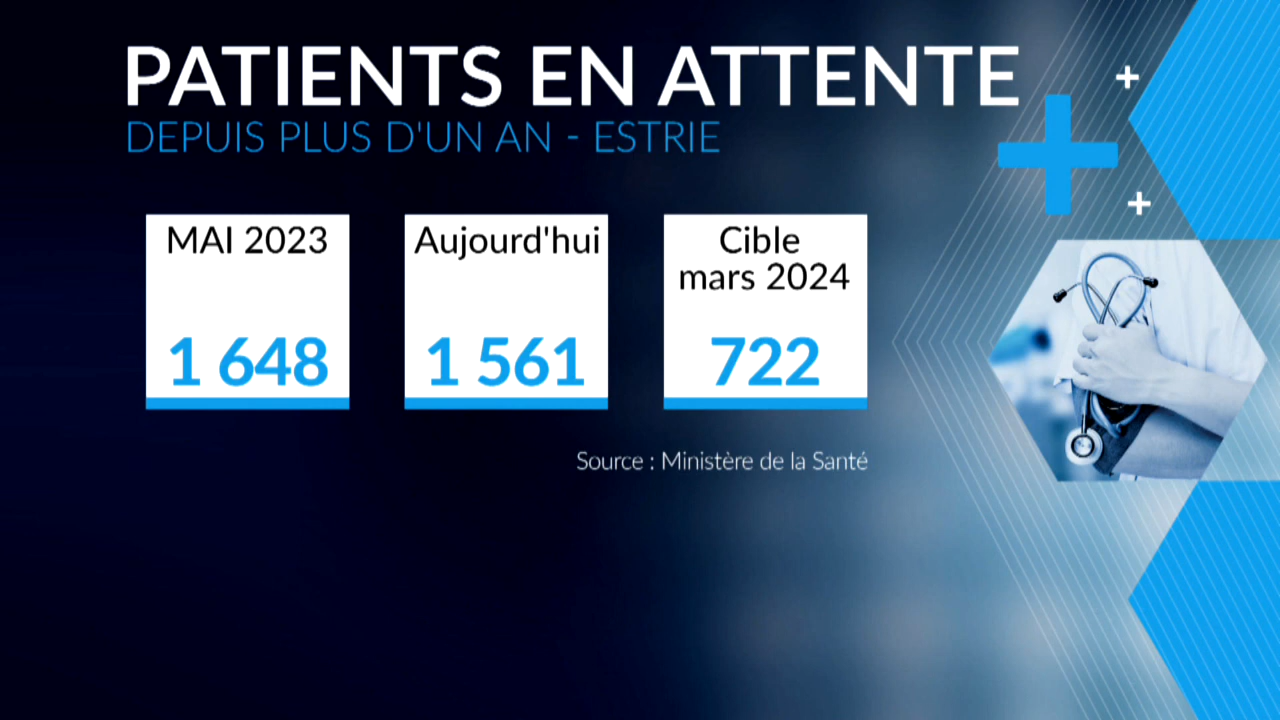 PATIENTS EN ATTENTE
DEPUIS PLUS D'UN AN - ESTRIE
MAI 2023
1 648
Aujourd'hui
1 561
Cible
mars 2024
722
Source : Ministère de la Santé